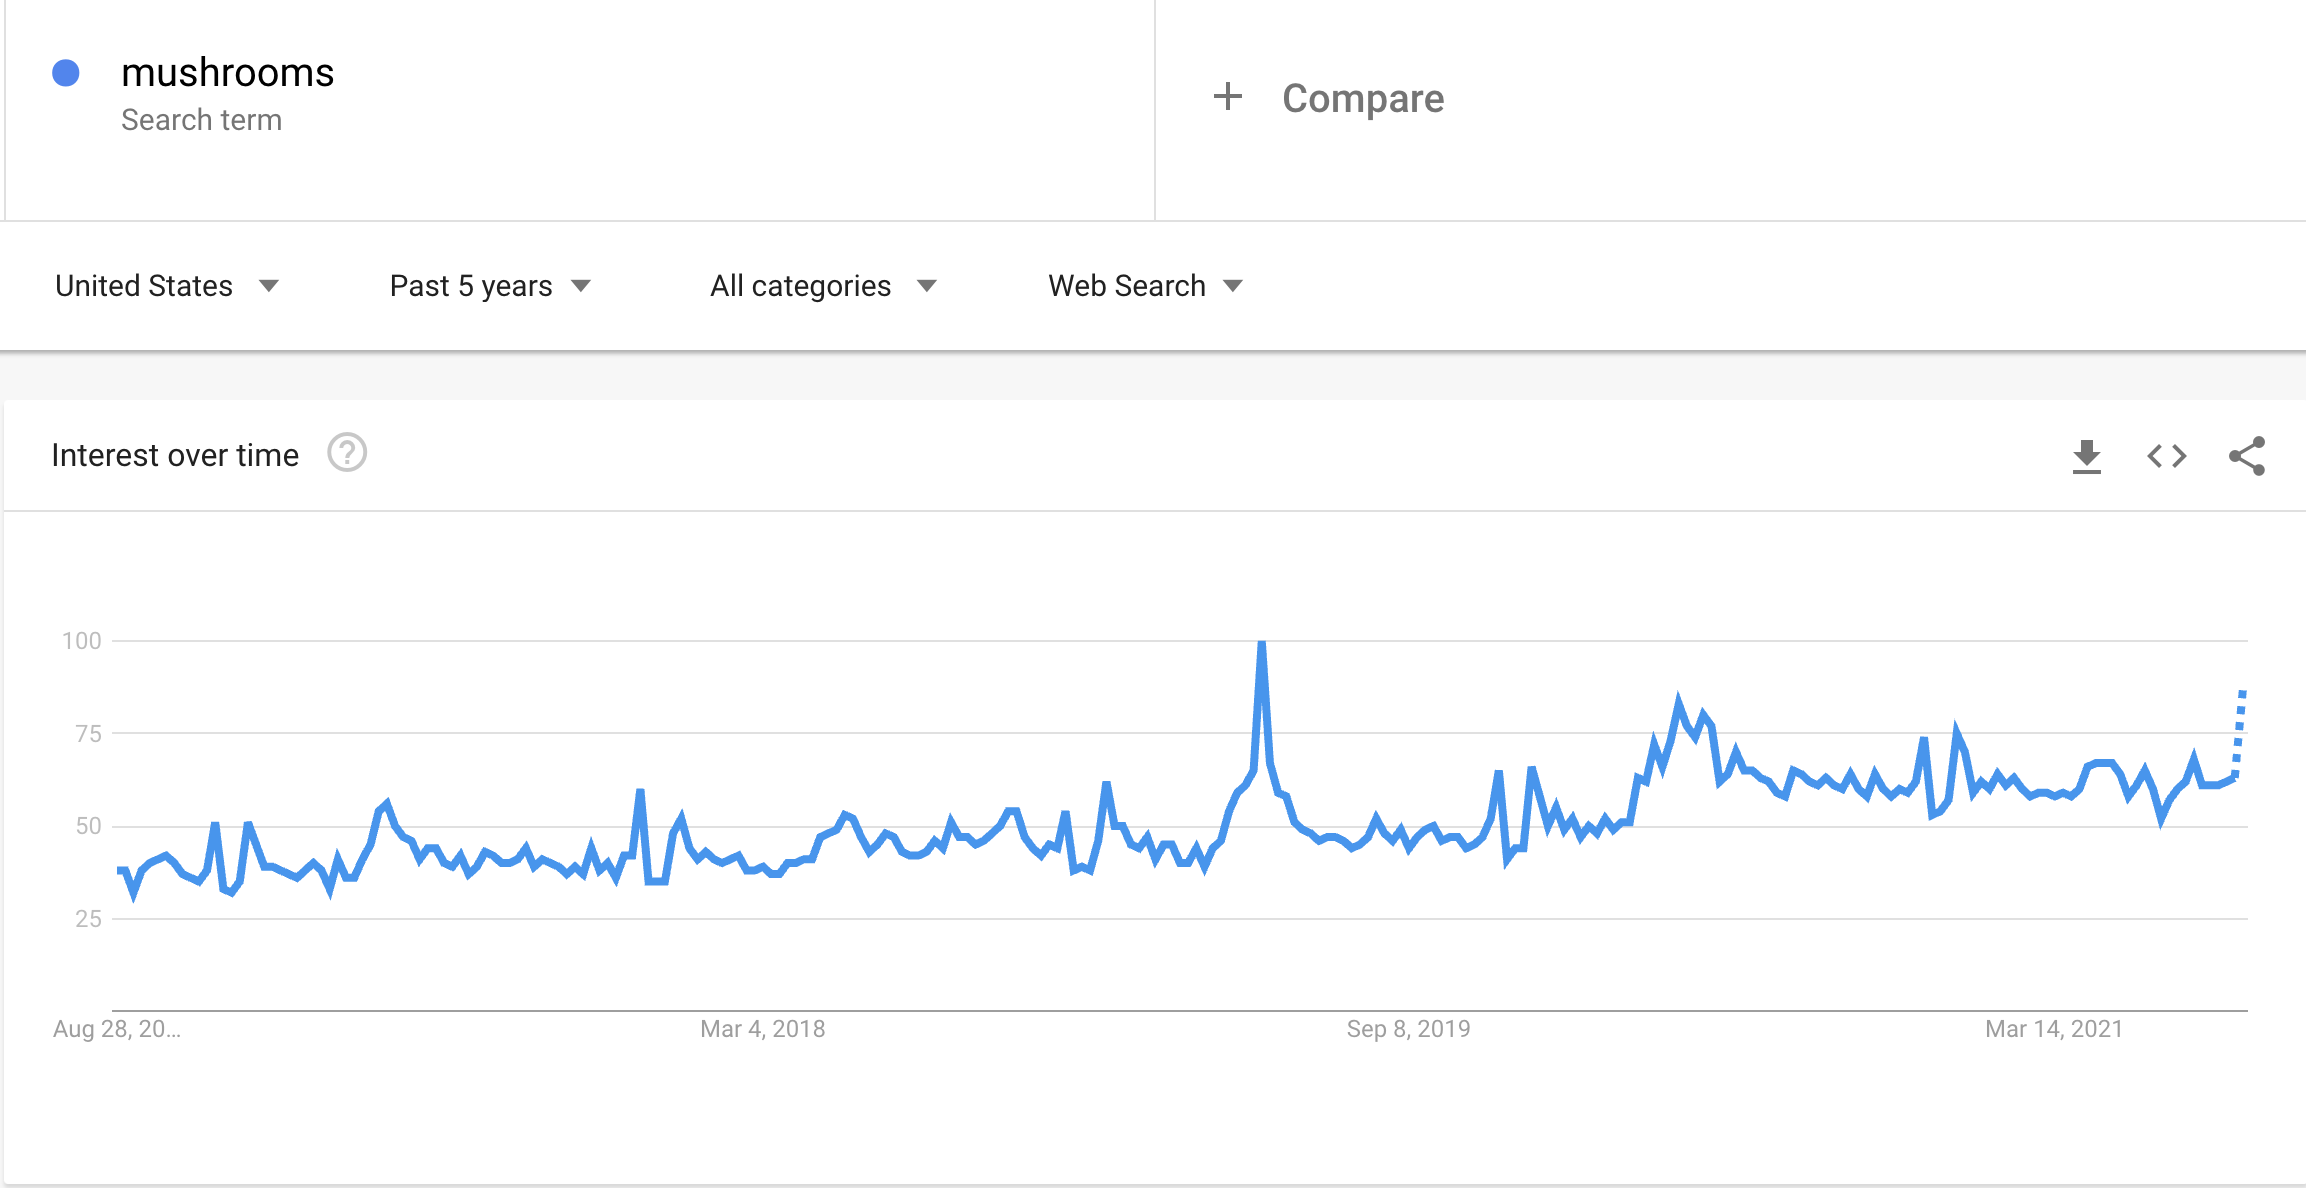 mushrooms
Search term
+ Compare
United States
Past 5 years
All categories
Web Search
Interest over time ?
100
75
50
25
Aug 28, 20...
Mar 4, 2018
Sep 8, 2019
Mar 14, 2021